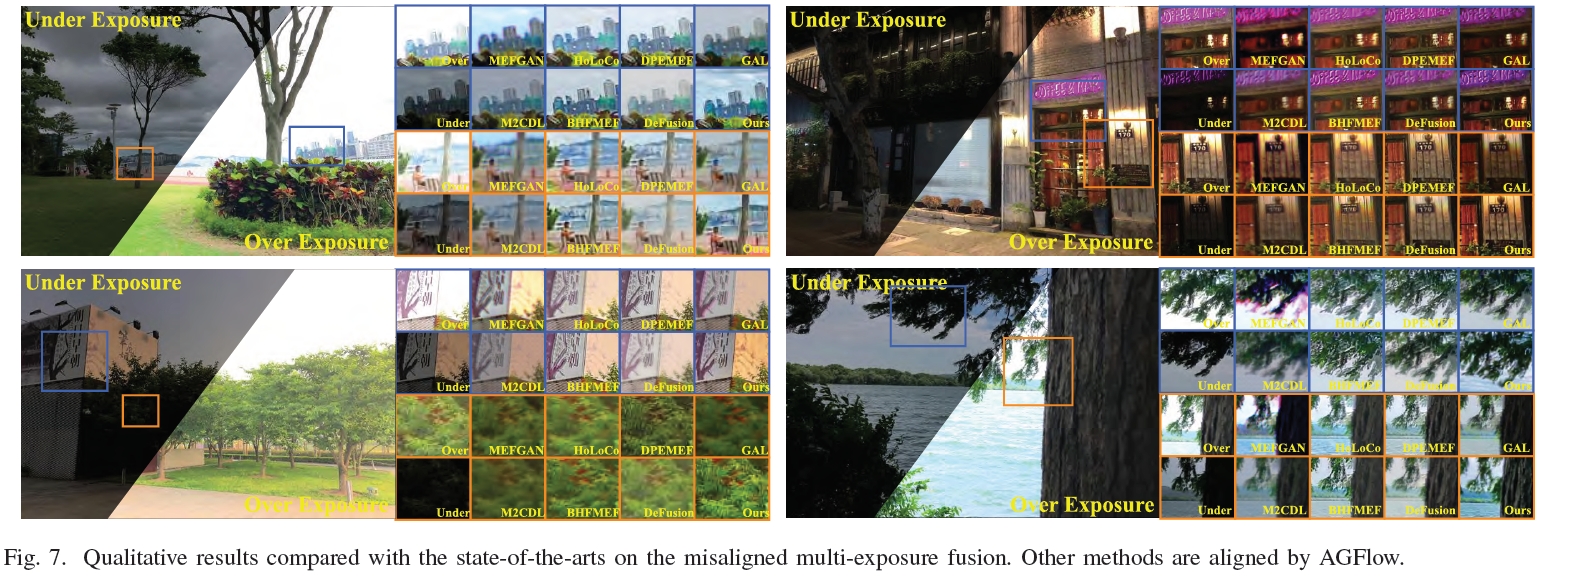 Under Exposure
Over Exposure
Over MEFGAN HoLoCo DPEMEF GAL
Under M2CDL BHFMEF DeFusion Ours
Over MEFGAN HoLoCo DPEMEF GAL
Under M2CDL BHFMEF DeFusion Ours
Under Exposure
COFFEE &
170
Over Exposure
Over MEFGAN HoLoCo DPEMEF GAL
Under M2CDL BHFMEF DeFusion Ours
Over MEFGAN HoLoCo DPEMEF GAL
Under M2CDL BHFMEF DeFusion Ours
Under Exposure
Over Exposure
Over MEFGAN HoLoCo DPEMEF GAL
Under M2CDL BHFMEF DeFusion Ours
Over MEFGAN HoLoCo DPEMEF GAL
Under M2CDL BHFMEF DeFusion Ours
Under Exposure
Over Exposure
Over MEFGAN HoLoCo DPEMEF GAL
Under M2CDL BHFMEF DeFusion Ours
Over MEFGAN HoLoCo DPEMEF GAL
Under M2CDL BHFMEF DeFusion Ours
Fig. 7. Qualitative results compared with the state-of-the-arts on the misaligned multi-exposure fusion. Other methods are aligned by AGFlow.